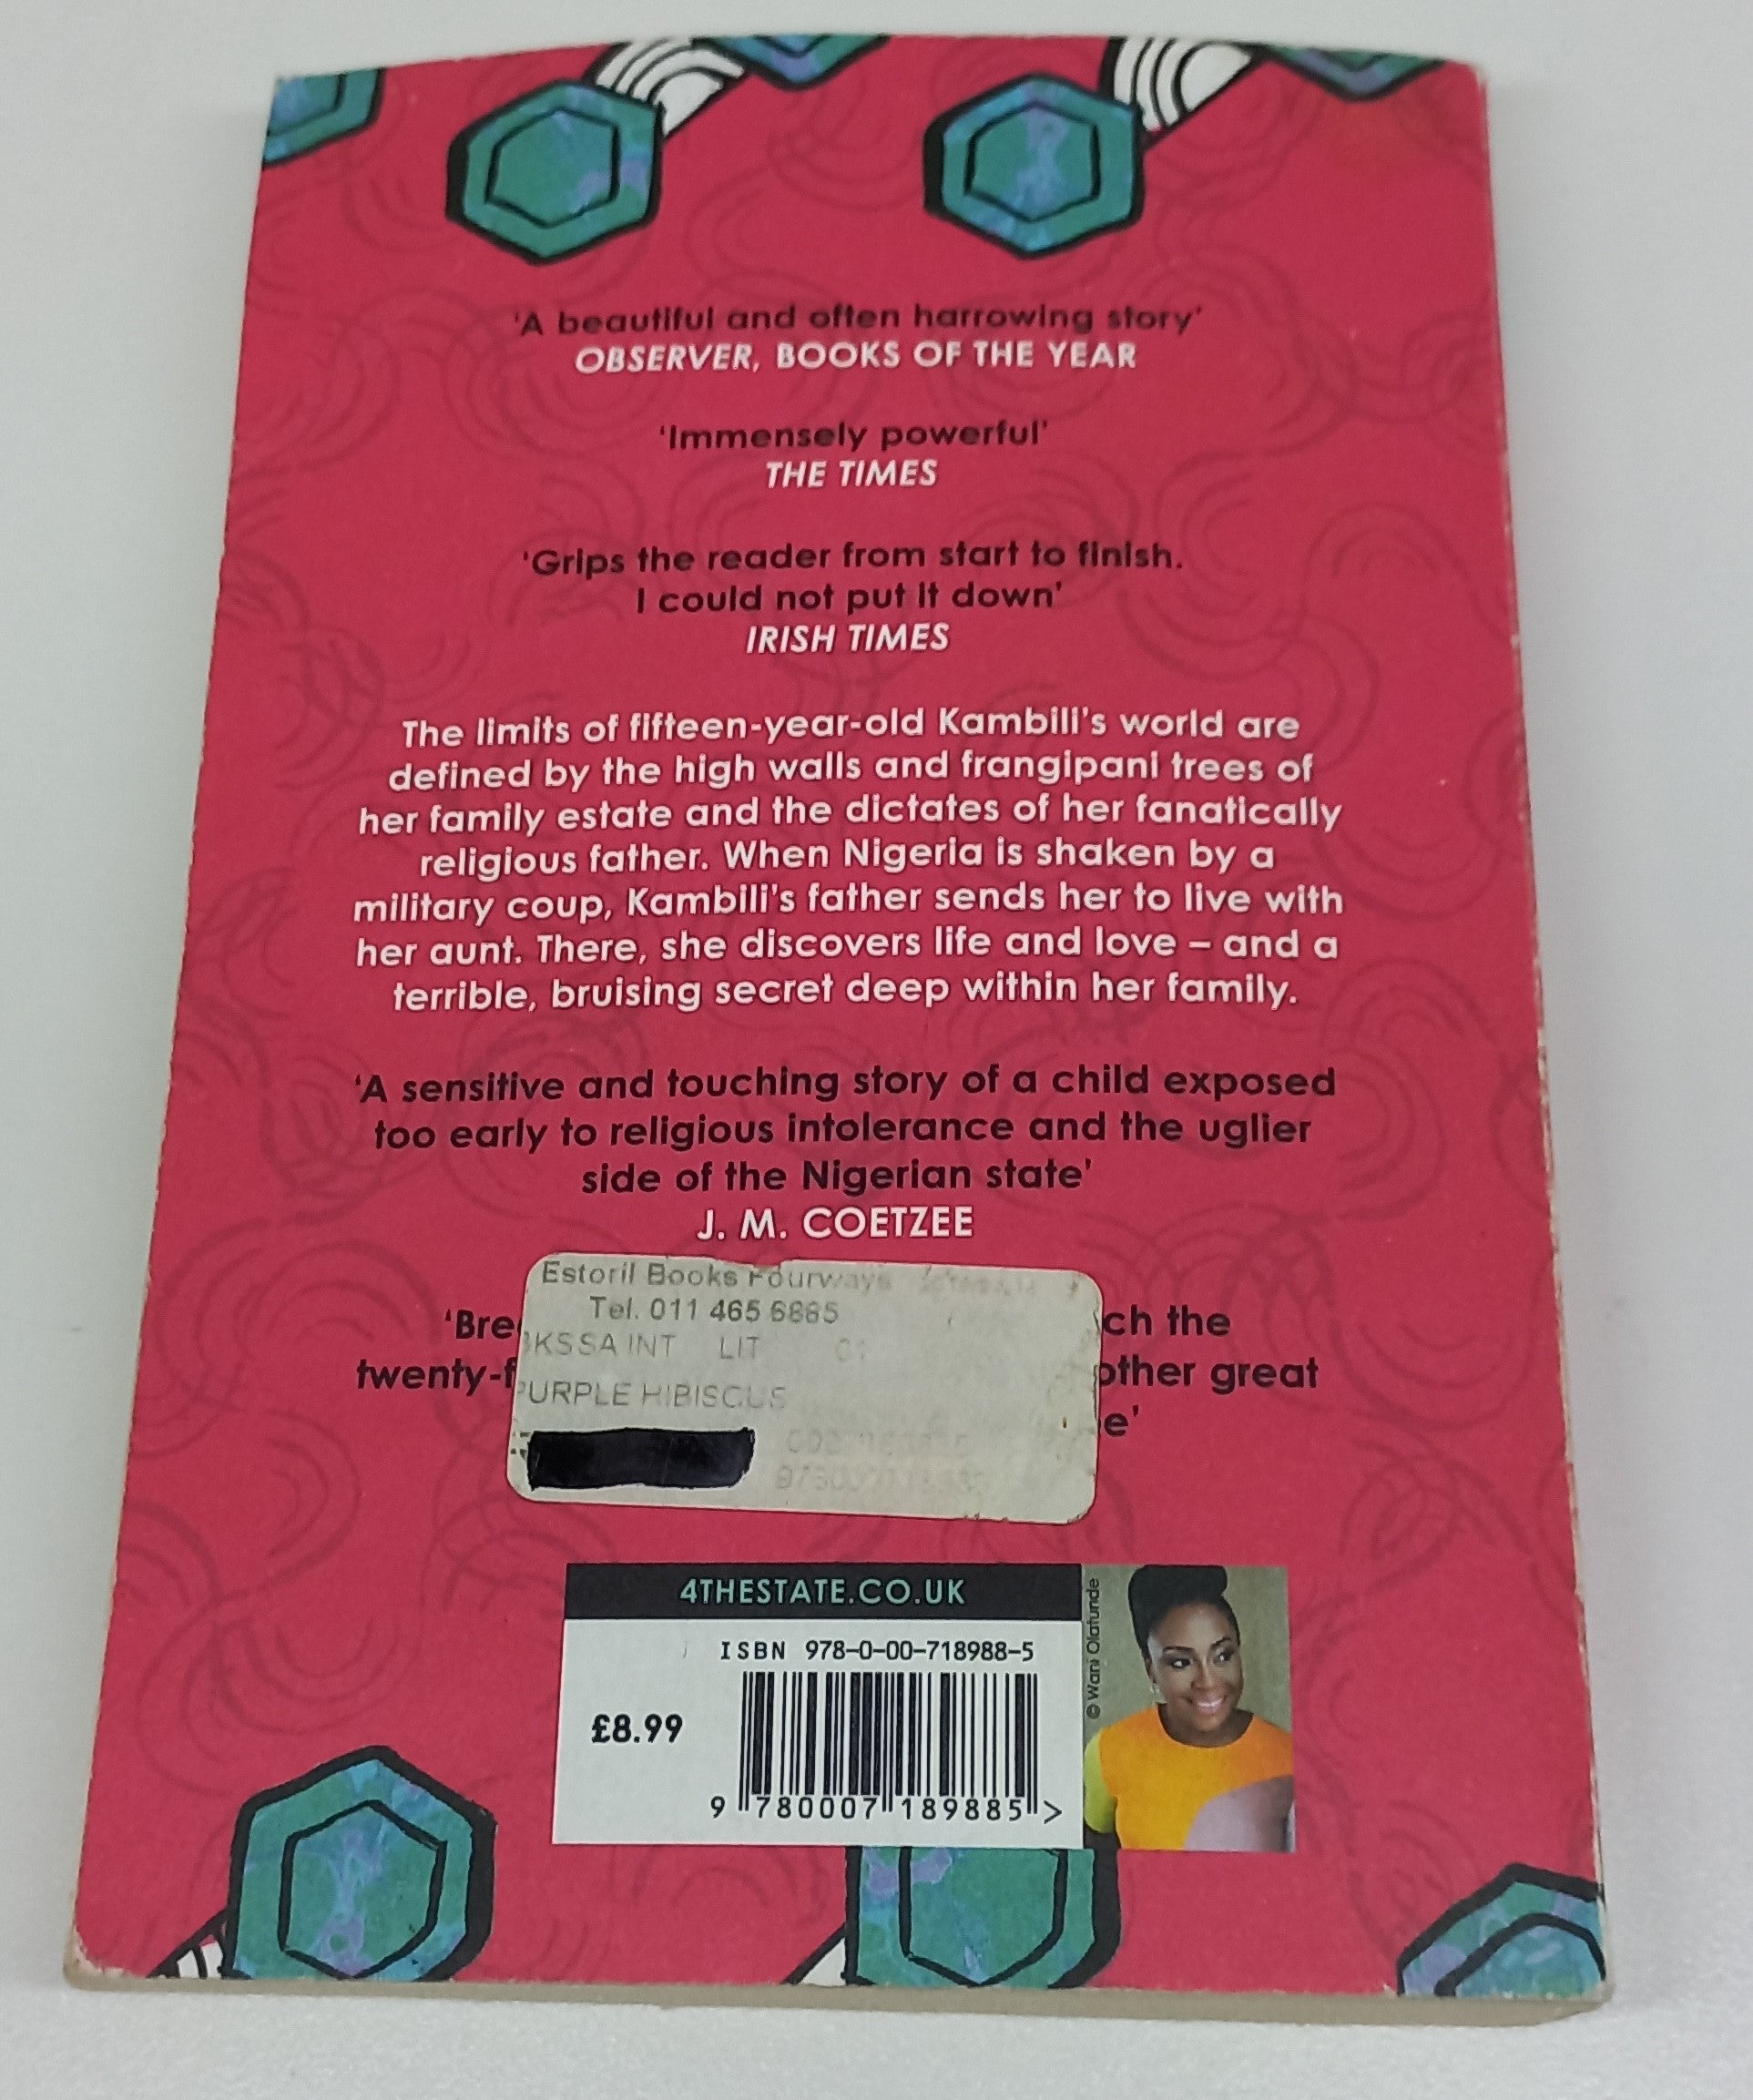 'A beautiful and often harrowing story'
OBSERVER, BOOKS OF THE YEAR
'Immensely powerful'
THE TIMES
'Grips the reader from start to finish.
I could not put it down'
IRISH TIMES
The limits of fifteen-year-old Kambili's world are
defined by the high walls and frangipani trees of
her family estate and the dictates of her fanatically
religious father. When Nigeria is shaken by a
military coup, Kambili's father sends her to live with
her aunt. There, she discovers life and love – and a
terrible, bruising secret deep within her family.
'A sensitive and touching story of a child exposed
too early to religious intolerance and the uglier
side of the Nigerian state'
J. M. COETZEE
Estoril Books Fourways
Tel. 011 465 6885
KSSA INT LIT
PURPLE HIBISCUS
the
great
4THESTATE.CO.UK
ISBN 978-0-00-718988-5
£8.99
9 780007 189885 >
© Wani Olatunde